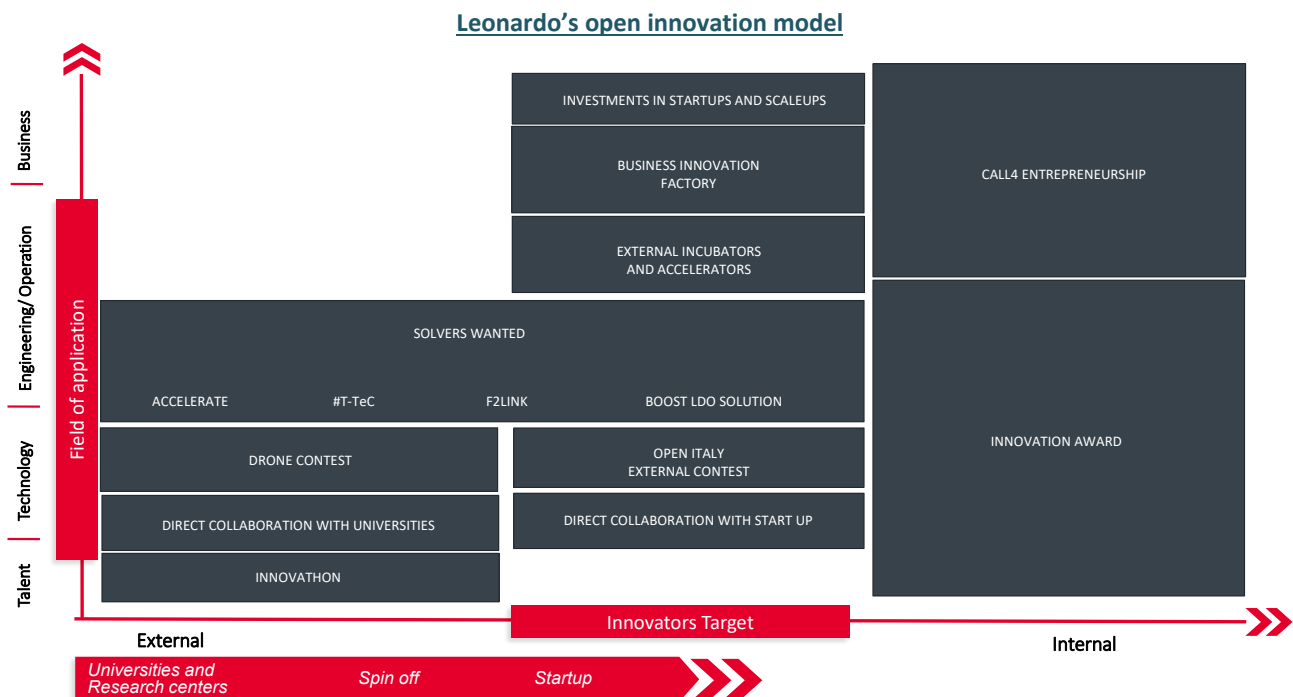 Leonardo's open innovation model
Business
Engineering/ Operation
Technology
Talent
Field of application
INVESTMENTS IN STARTUPS AND SCALEUPS
BUSINESS INNOVATION
FACTORY
EXTERNAL INCUBATORS
AND ACCELERATORS
CALL4 ENTREPRENEURSHIP
SOLVERS WANTED
ACCELERATE
#T-TeC
F2LINK
BOOST LDO SOLUTION
DRONE CONTEST
OPEN ITALY
EXTERNAL CONTEST
INNOVATION AWARD
DIRECT COLLABORATION WITH UNIVERSITIES
DIRECT COLLABORATION WITH START UP
INNOVATHON
Innovators Target
External
Internal
Universities and
Research centers
Spin off
Startup